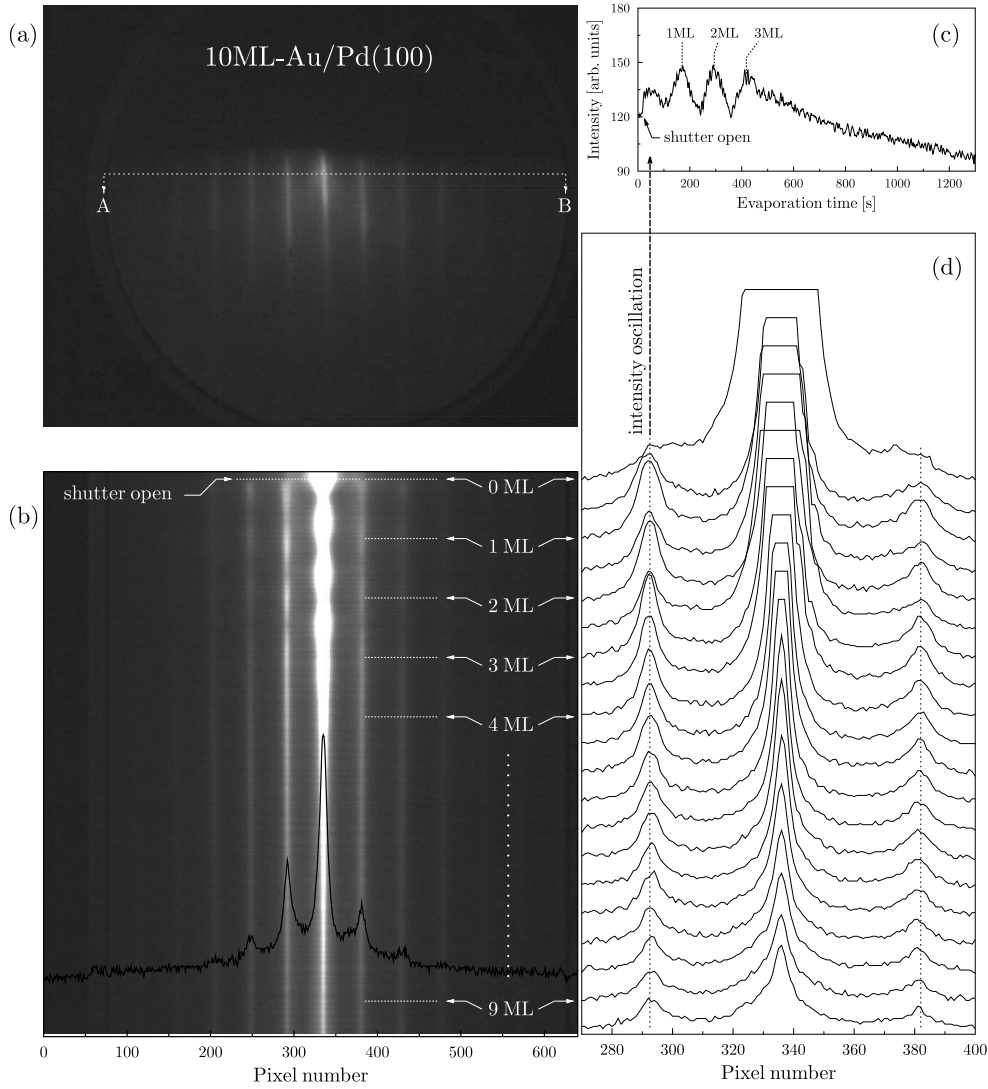 (a)
10ML-Au/Pd(100)
A
B
(b)
shutter open
0 ML
1 ML
2 ML
3 ML
4 ML
9 ML
0 100 200 300 400 500 600
Pixel number
(c)
180
150
120
90
Intensity [arb. units]
1ML 2ML 3ML
shutter open
0 200 400 600 800 1000 1200
Evaporation time [s]
(d)
intensity oscillation
280 300 320 340 360 380 400
Pixel number